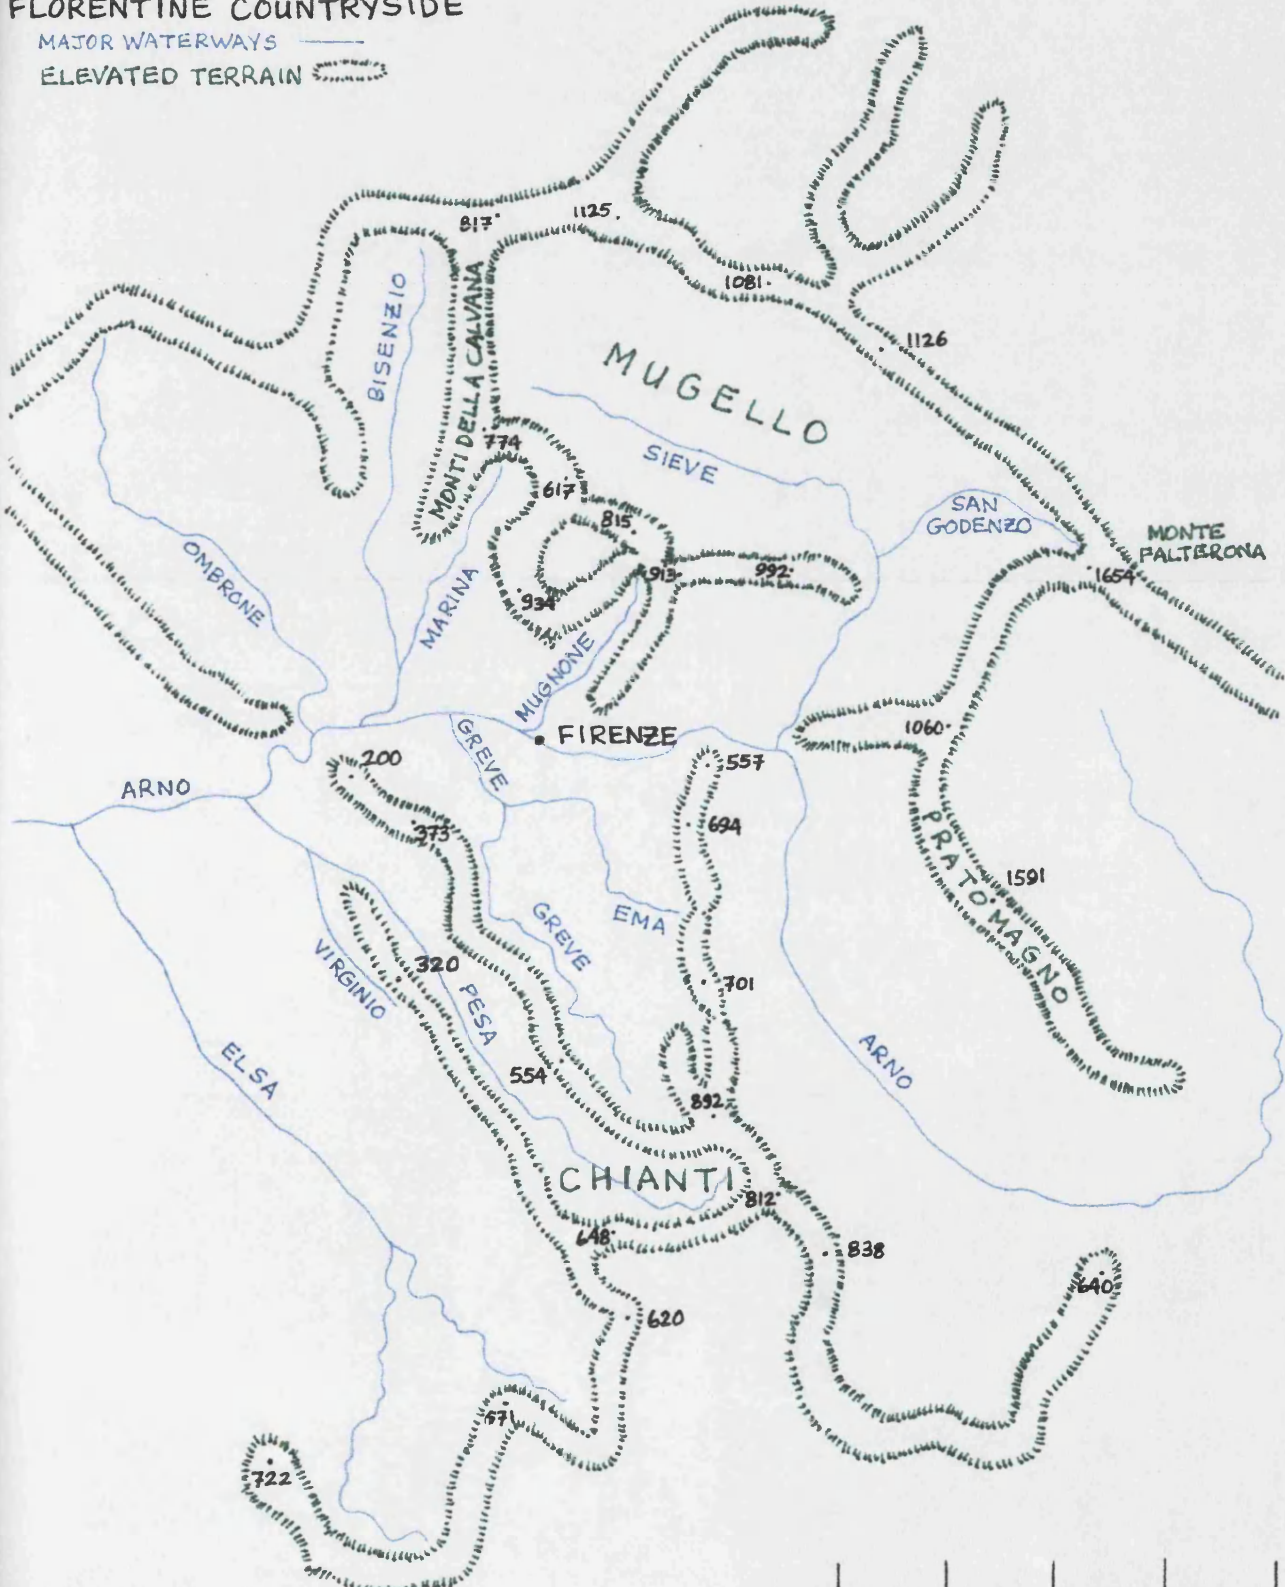 FLORENTINE COUNTRYSIDE
MAJOR WATERWAYS
ELEVATED TERRAIN
817
1125
1081
1126
BISENZIO
MONTI DELLA CALVANA
MUGELLO
774
SIEVE
617
815
SAN
GODENZO
MONTE
FALTERONA
1654
913
992
934
OMBRONE
MARINA
MUGNONE
FIRENZE
GREVE
1060
200
557
ARNO
373
694
PRATOMAGNO
1591
GREVE
EMA
VIRGINIO
320
PESA
701
ELSA
554
ARNO
892
CHIANTI
812
648
838
640
620
571
722